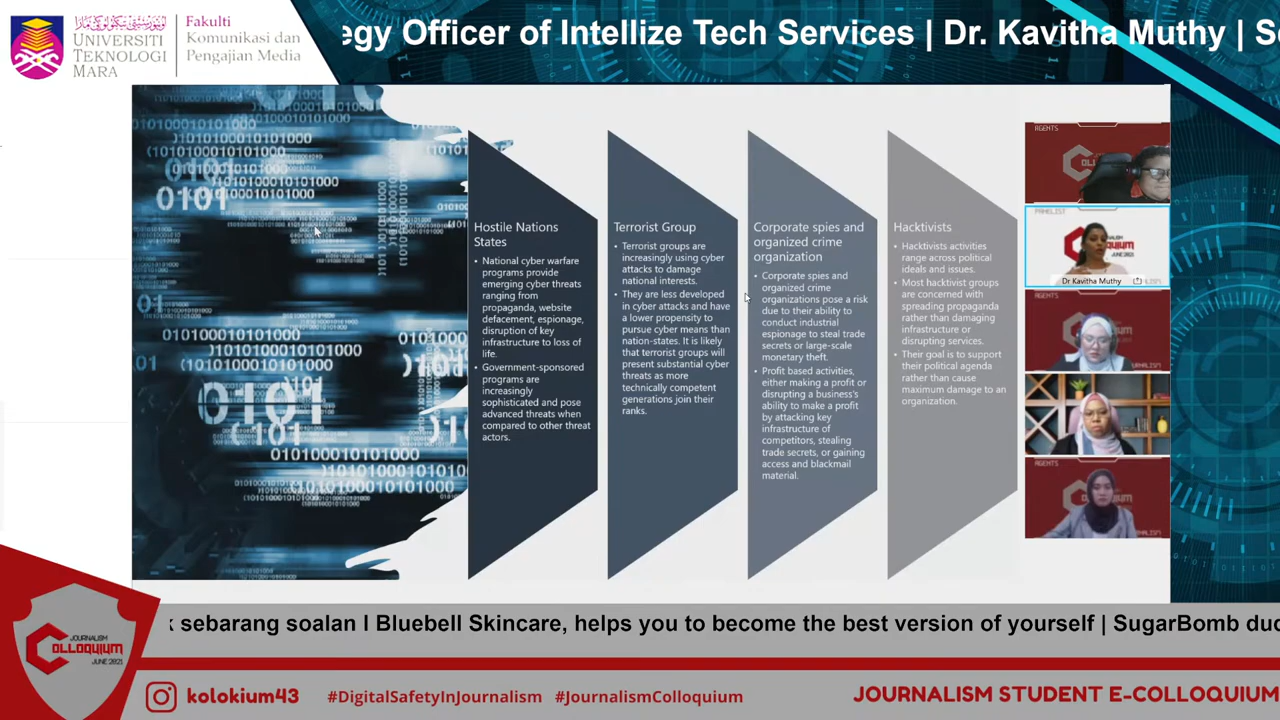 UNIVERSITI
TEKNOLOGI
MARA
Fakulti
Komunikasi dan
Pengajian Media
egy Officer of Intellize Tech Services | Dr. Kavitha Muthy | Se
Hostile Nations
States
• National cyber warfare
programs provide
emerging cyber threats
ranging from
propaganda, website
defacement, espionage,
disruption of key
infrastructure to loss of
life.
• Government-sponsored
programs are
increasingly
sophisticated and pose
advanced threats when
compared to other threat
actors.
Terrorist Group
• Terrorist groups are
increasingly using cyber
attacks to damage
national interests.
• They are less developed
in cyber attacks and have
a lower propensity to
pursue cyber means than
nation-states. It is likely
that terrorist groups will
present substantial cyber
threats as more
technically competent
generations join their
ranks.
Corporate spies and
organized crime
organization
• Corporate spies and
organized crime
organizations pose a risk
due to their ability to
conduct industrial
espionage to steal trade
secrets or large-scale
monetary theft.
• Profit based activities,
either making a profit or
disrupting a business's
ability to make a profit
by attacking key
infrastructure of
competitors, stealing
trade secrets, or gaining
access and blackmail
material.
Hacktivists
• Hacktivists activities
range across political
ideals and issues.
• Most hacktivist groups
are concerned with
spreading propaganda
rather than damaging
infrastructure or
disrupting services.
• Their goal is to support
their political agenda
rather than cause
maximum damage to an
organization.
Dr Kavitha Muthy
k sebarang soalan I Bluebell Skincare, helps you to become the best version of yourself | SugarBomb dud
JOURNALISM
COLLOQUIUM
JUNE 2021
kolokium43
#DigitalSafetyInJournalism
#JournalismColloquium
JOURNALISM STUDENT E-COLLOQUIUM